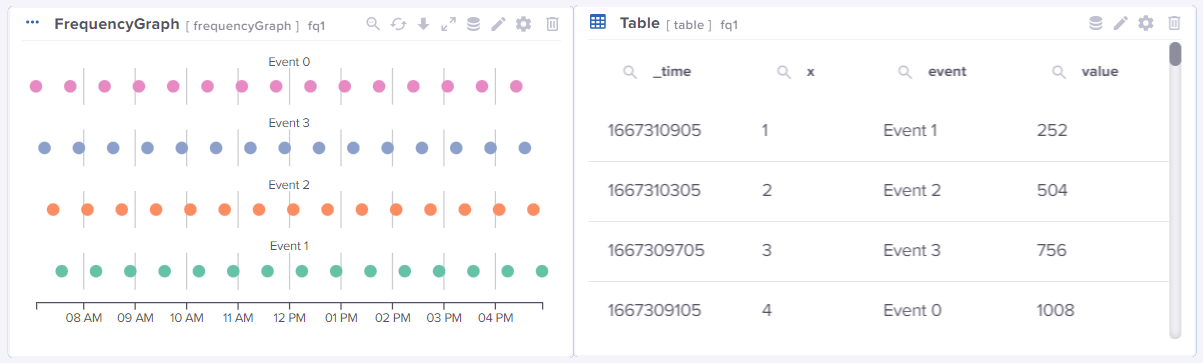 FrequencyGraph [ frequencyGraph ] fq1
Event 0
Event 3
Event 2
Event 1
08 AM 09 AM 10 AM 11 AM 12 PM 01 PM 02 PM 03 PM 04 PM
Table [ table ] fq1
_time x event value
1667310905 1 Event 1 252
1667310305 2 Event 2 504
1667309705 3 Event 3 756
1667309105 4 Event 0 1008